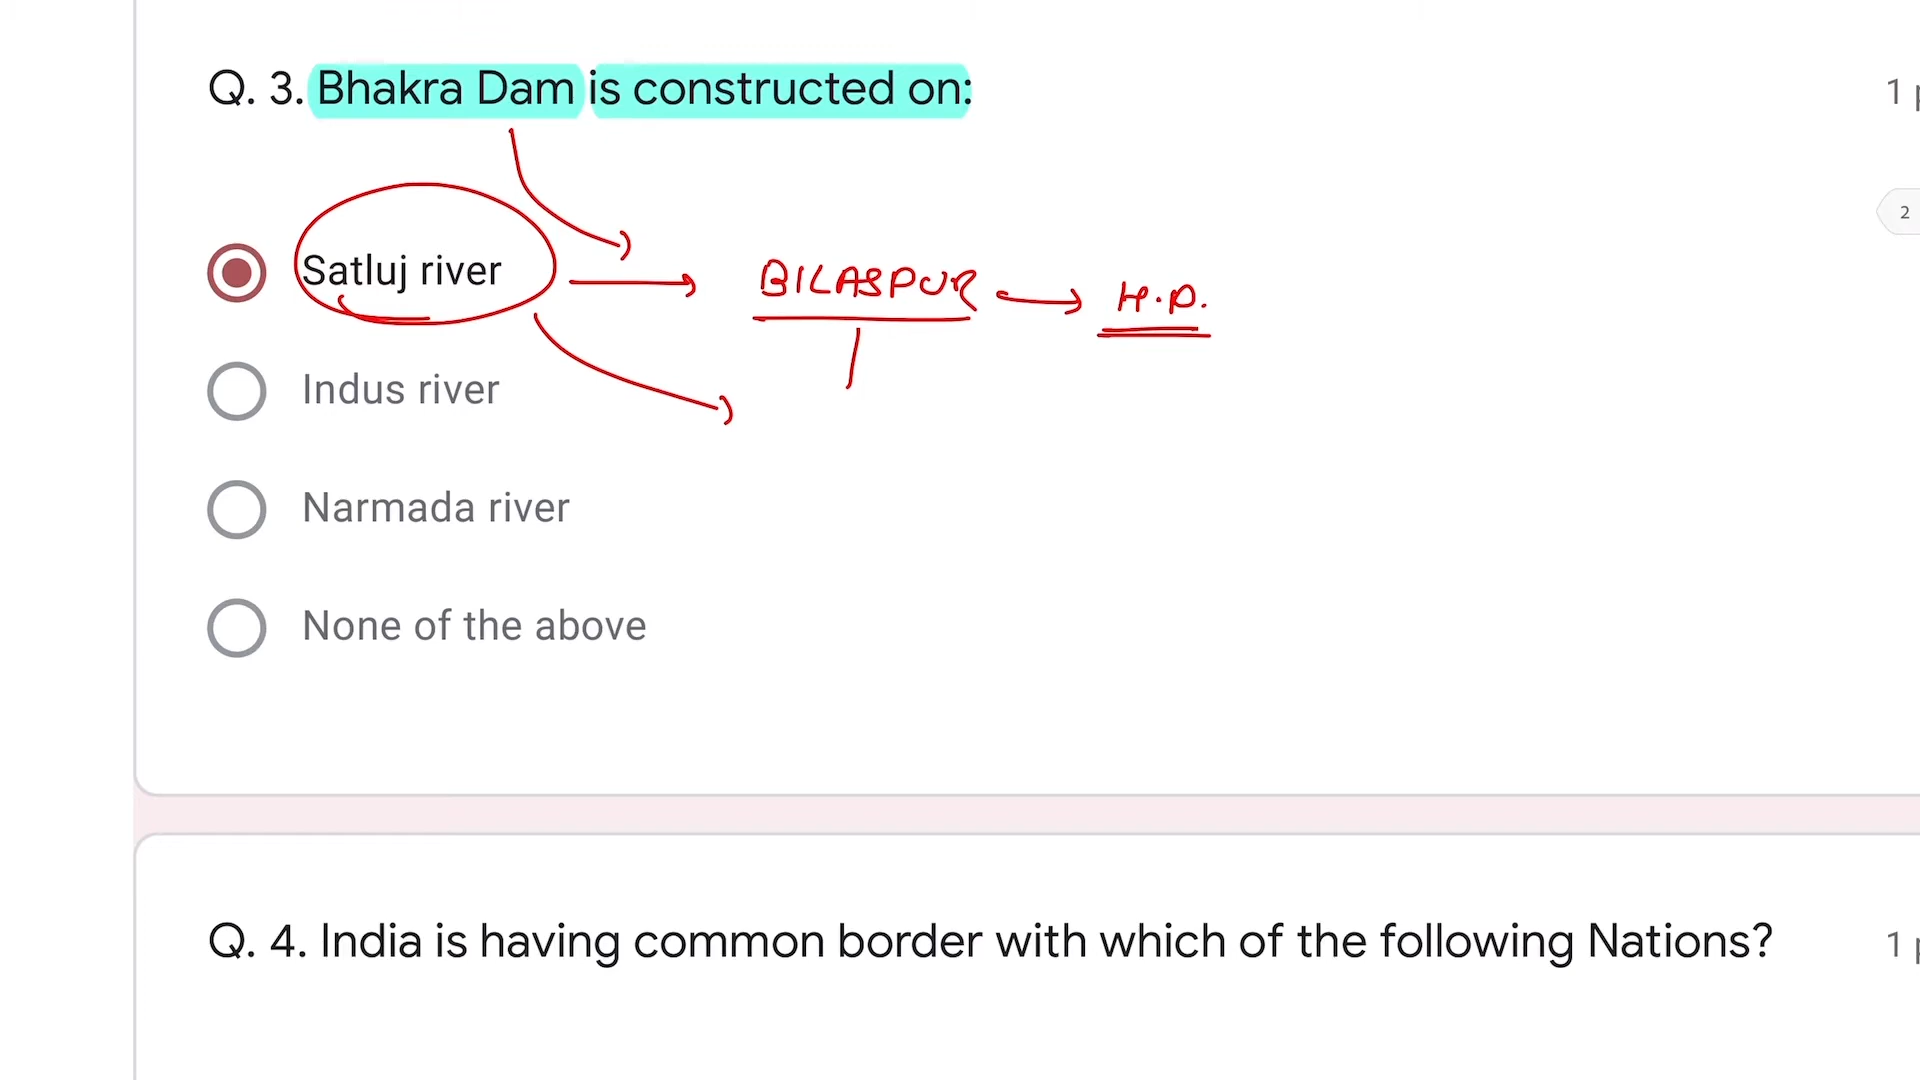 Q. 3. Bhakra Dam is constructed on:
1 p
2
Satluj river
BILASPUR
H.P.
Indus river
Narmada river
None of the above
Q. 4. India is having common border with which of the following Nations?
1 p